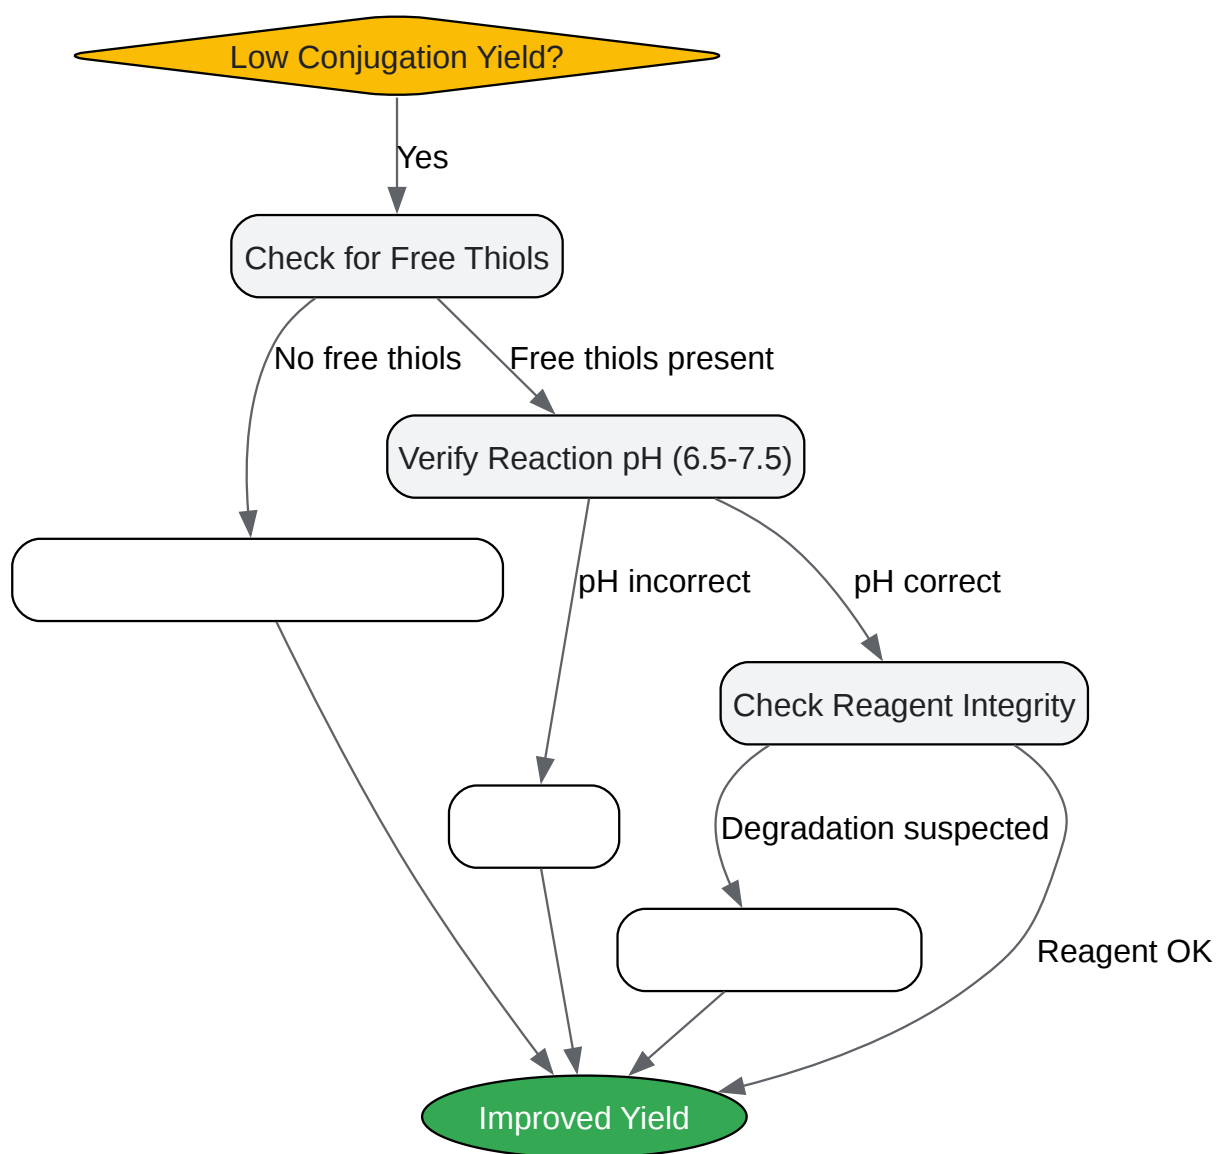 Low Conjugation Yield?
Yes
Check for Free Thiols
No free thiols
Free thiols present
Verify Reaction pH (6.5-7.5)
pH incorrect
pH correct
Check Reagent Integrity
Degradation suspected
Reagent OK
Improved Yield